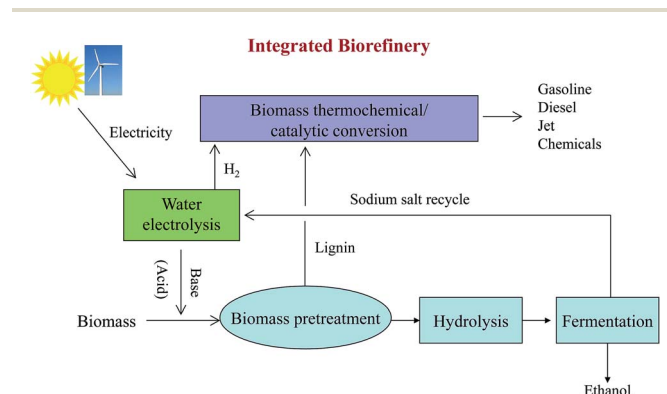 Integrated Biorefinery
Biomass thermochemical/
catalytic conversion
Gasoline
Diesel
Jet
Chemicals
Electricity
H₂
Water
electrolysis
Sodium salt recycle
Lignin
Base
(Acid)
Biomass
Biomass pretreatment
Hydrolysis
Fermentation
Ethanol